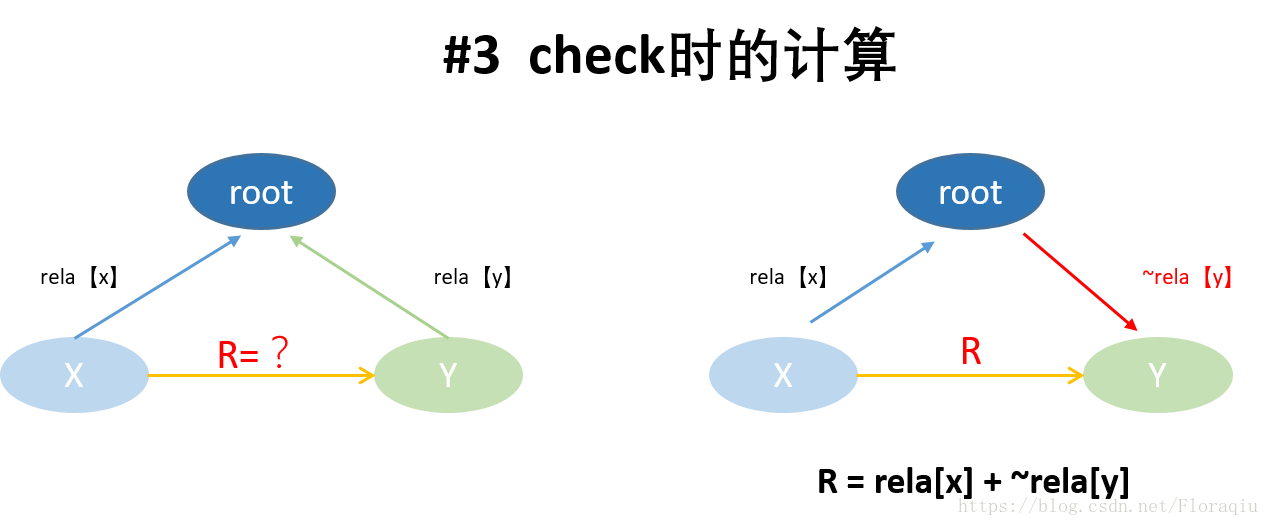 #3 check时的计算
root
rela【x】
rela【y】
R=？
X
Y
root
rela【x】
~rela【y】
R
X
Y
R = rela[x] + ~rela[y]
https://blog.csdn.net/Floraqiu